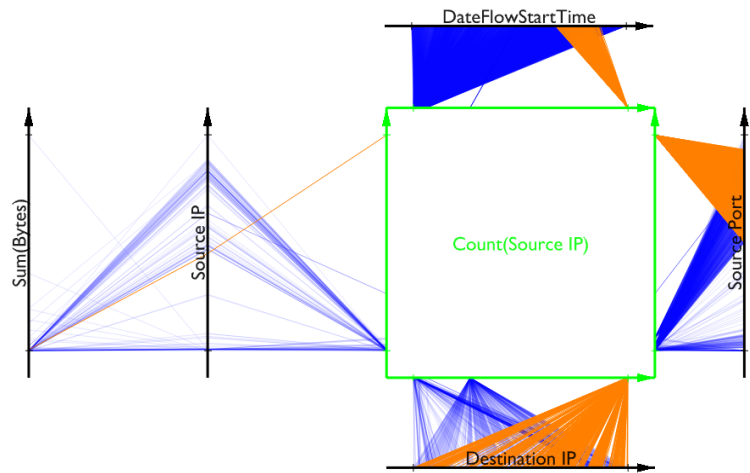 DateFlowStartTime
Sum(Bytes)
Source IP
Count(Source IP)
Source Port
Destination IP